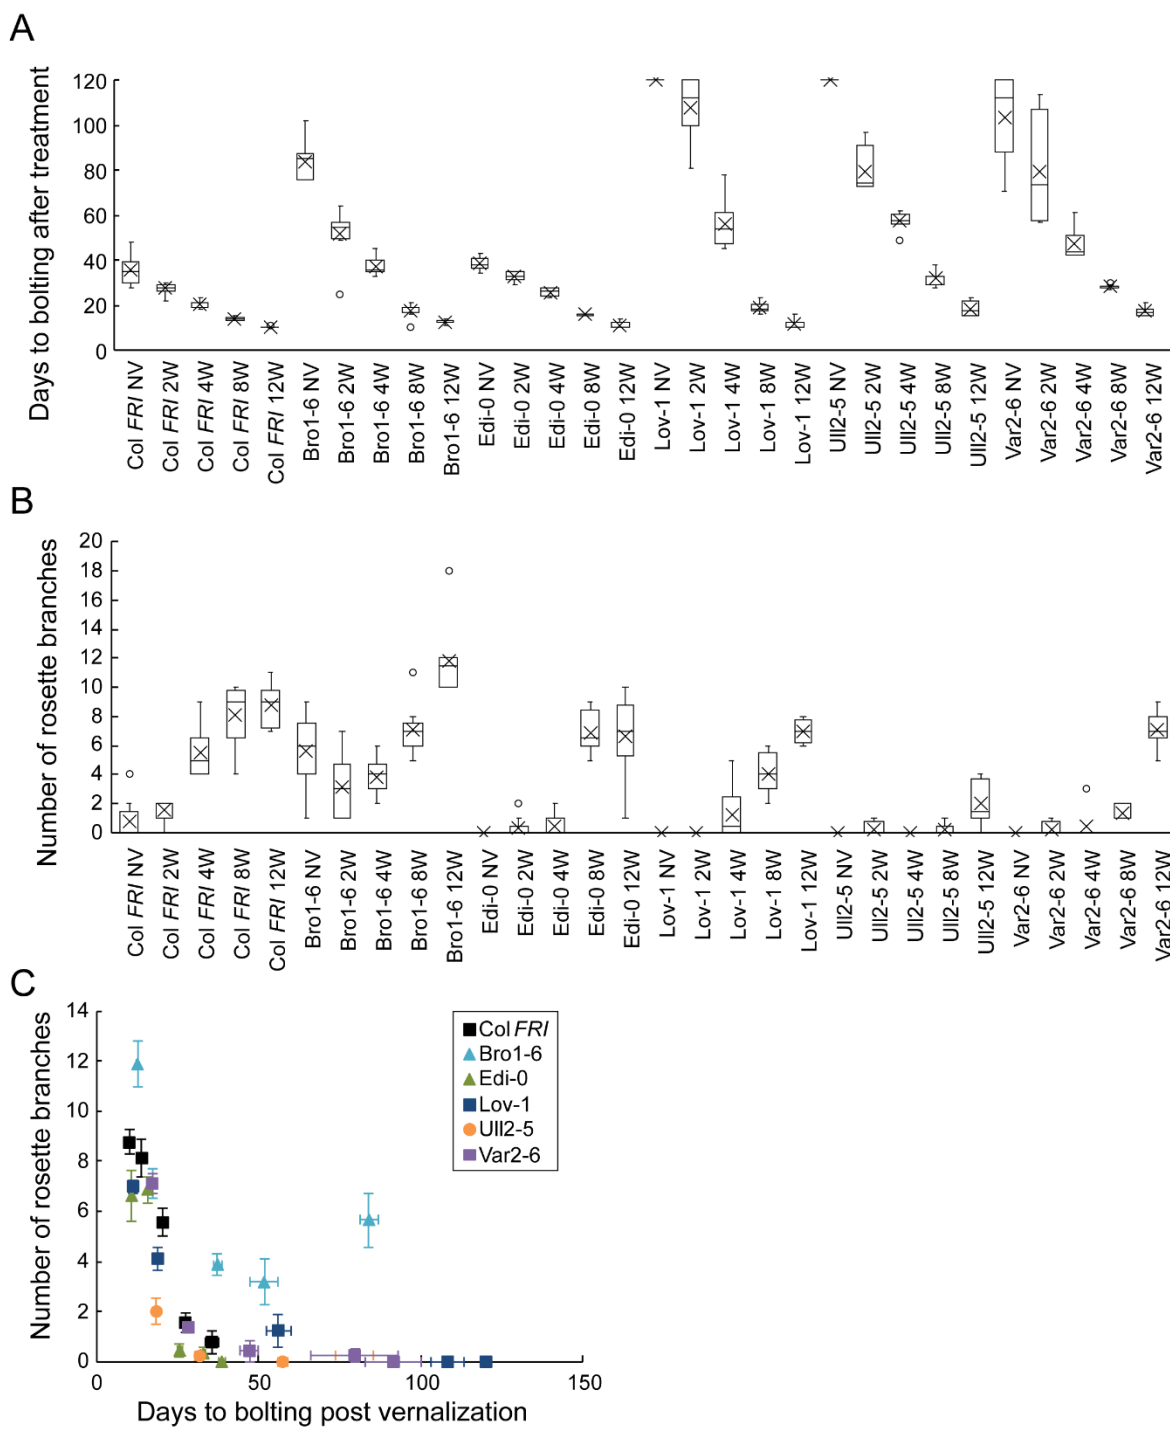 A
Days to bolting after treatment
120
100
80
60
40
20
0
Col FRI NV
Col FRI 2W
Col FRI 4W
Col FRI 8W
Col FRI 12W
Bro1-6 NV
Bro1-6 2W
Bro1-6 4W
Bro1-6 8W
Bro1-6 12W
Edi-0 NV
Edi-0 2W
Edi-0 4W
Edi-0 8W
Edi-0 12W
Lov-1 NV
Lov-1 2W
Lov-1 4W
Lov-1 8W
Lov-1 12W
Ull2-5 NV
Ull2-5 2W
Ull2-5 4W
Ull2-5 8W
Ull2-5 12W
Var2-6 NV
Var2-6 2W
Var2-6 4W
Var2-6 8W
Var2-6 12W
B
Number of rosette branches
20
18
16
14
12
10
8
6
4
2
0
Col FRI NV
Col FRI 2W
Col FRI 4W
Col FRI 8W
Col FRI 12W
Bro1-6 NV
Bro1-6 2W
Bro1-6 4W
Bro1-6 8W
Bro1-6 12W
Edi-0 NV
Edi-0 2W
Edi-0 4W
Edi-0 8W
Edi-0 12W
Lov-1 NV
Lov-1 2W
Lov-1 4W
Lov-1 8W
Lov-1 12W
Ull2-5 NV
Ull2-5 2W
Ull2-5 4W
Ull2-5 8W
Ull2-5 12W
Var2-6 NV
Var2-6 2W
Var2-6 4W
Var2-6 8W
Var2-6 12W
C
Number of rosette branches
14
12
10
8
6
4
2
0
Col FRI
Bro1-6
Edi-0
Lov-1
Ull2-5
Var2-6
0
50
100
150
Days to bolting post vernalization